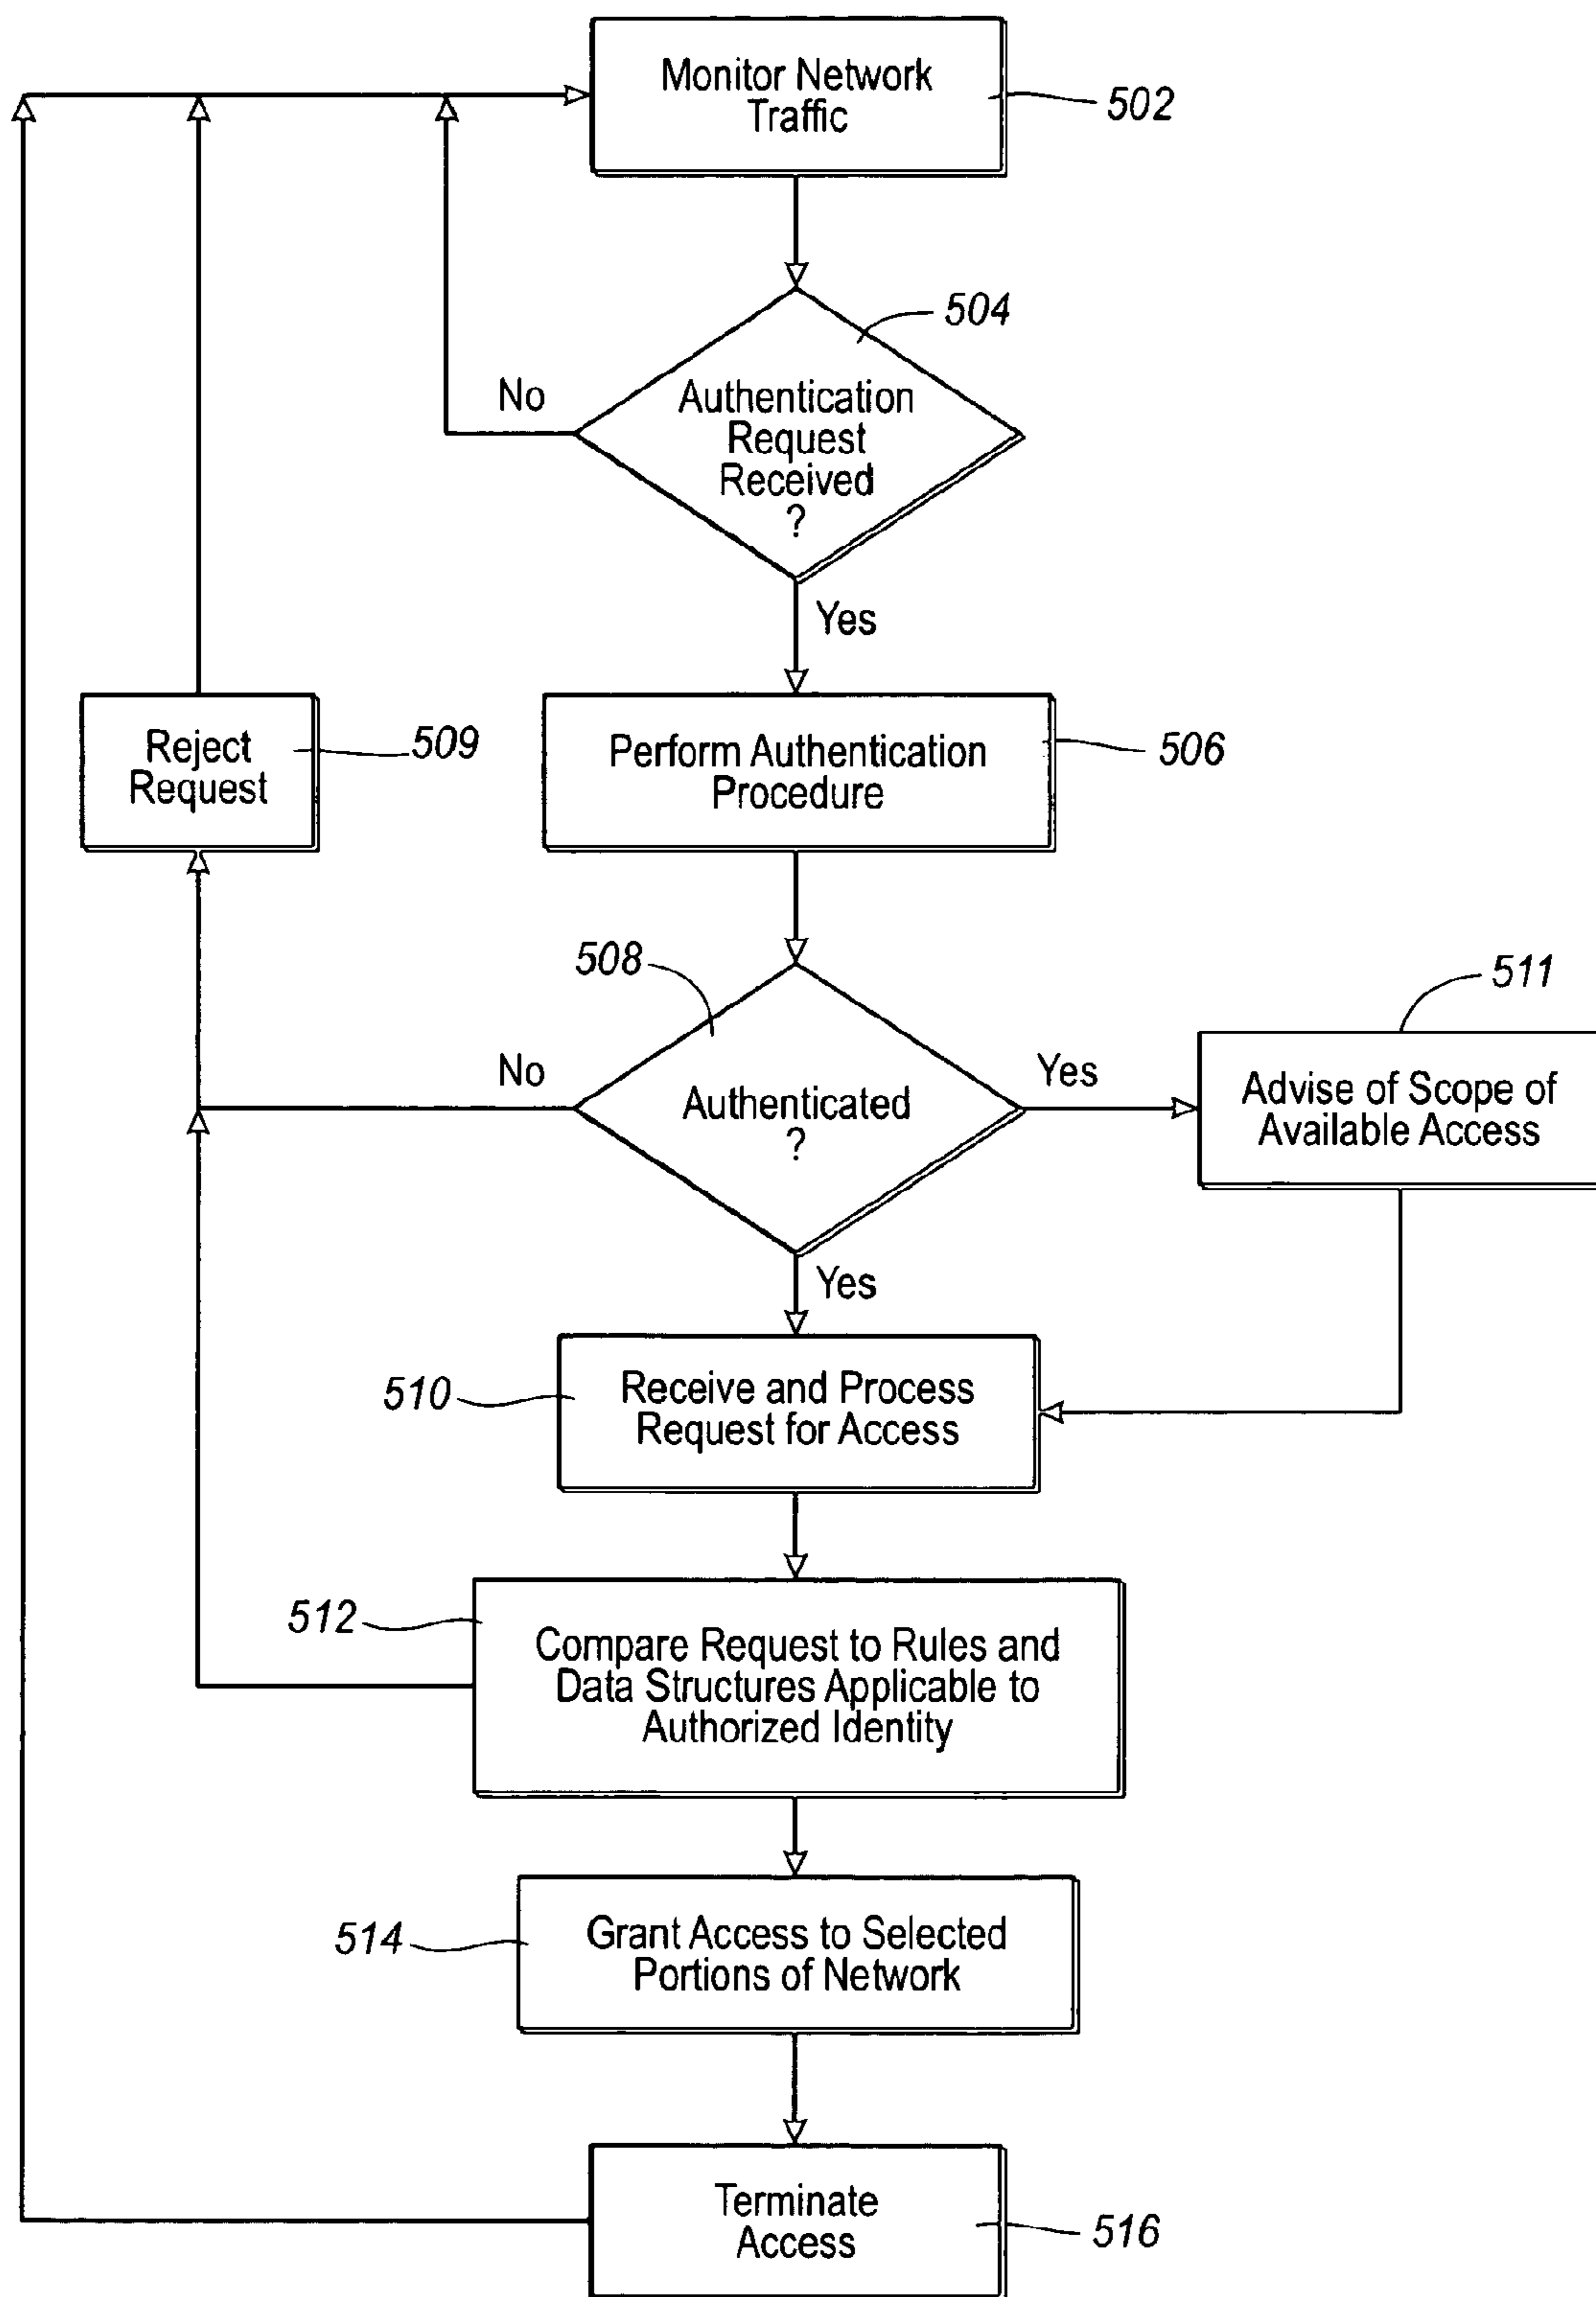 Monitor Network
Traffic
502
504
No
Authentication
Request
Received
?
Yes
Reject
Request
509
Perform Authentication
Procedure
506
508
511
No
Authenticated
?
Yes
Advise of Scope of
Available Access
Yes
510
Receive and Process
Request for Access
512
Compare Request to Rules and
Data Structures Applicable to
Authorized Identity
514
Grant Access to Selected
Portions of Network
Terminate
Access
516